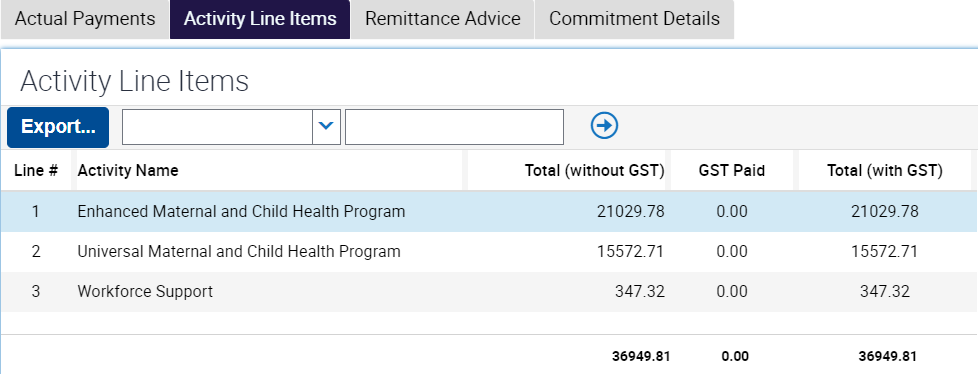 Actual Payments Activity Line Items Remittance Advice Commitment Details
Activity Line Items
Export...
Line # Activity Name Total (without GST) GST Paid Total (with GST)
1 Enhanced Maternal and Child Health Program 21029.78 0.00 21029.78
2 Universal Maternal and Child Health Program 15572.71 0.00 15572.71
3 Workforce Support 347.32 0.00 347.32
36949.81 0.00 36949.81